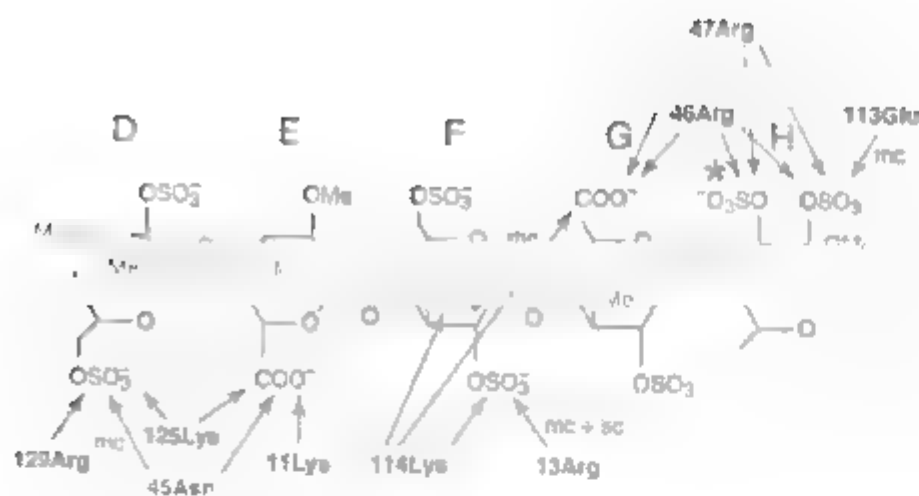 47Arg
D E F G 46Arg H 113Glu
mc
*
OSO₃⁻ OMe OSO₃⁻ COO⁻ ⁻O₃SO OSO₃
mc O
Me
O O O O Me O
OSO₃⁻ COO⁻ OSO₃⁻ OSO₃
mc 125Lys mc + sc
129Arg 11Lys 114Lys 13Arg
45Asn